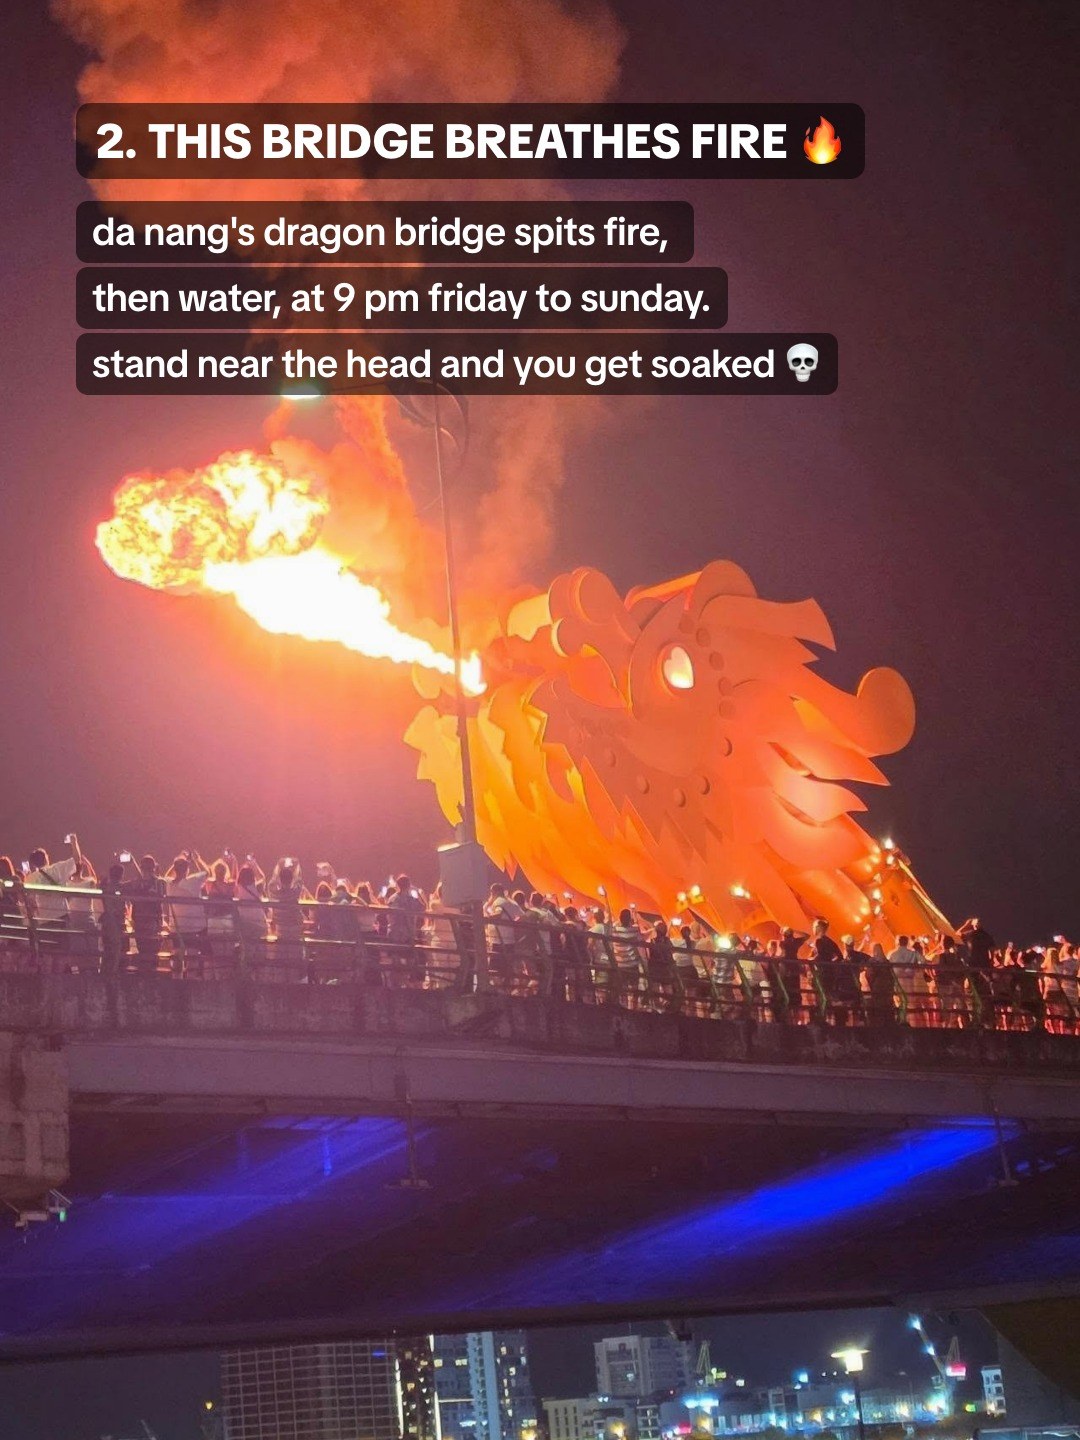 2. THIS BRIDGE BREATHES FIRE 🔥
da nang's dragon bridge spits fire,
then water, at 9 pm friday to sunday.
stand near the head and you get soaked 💀